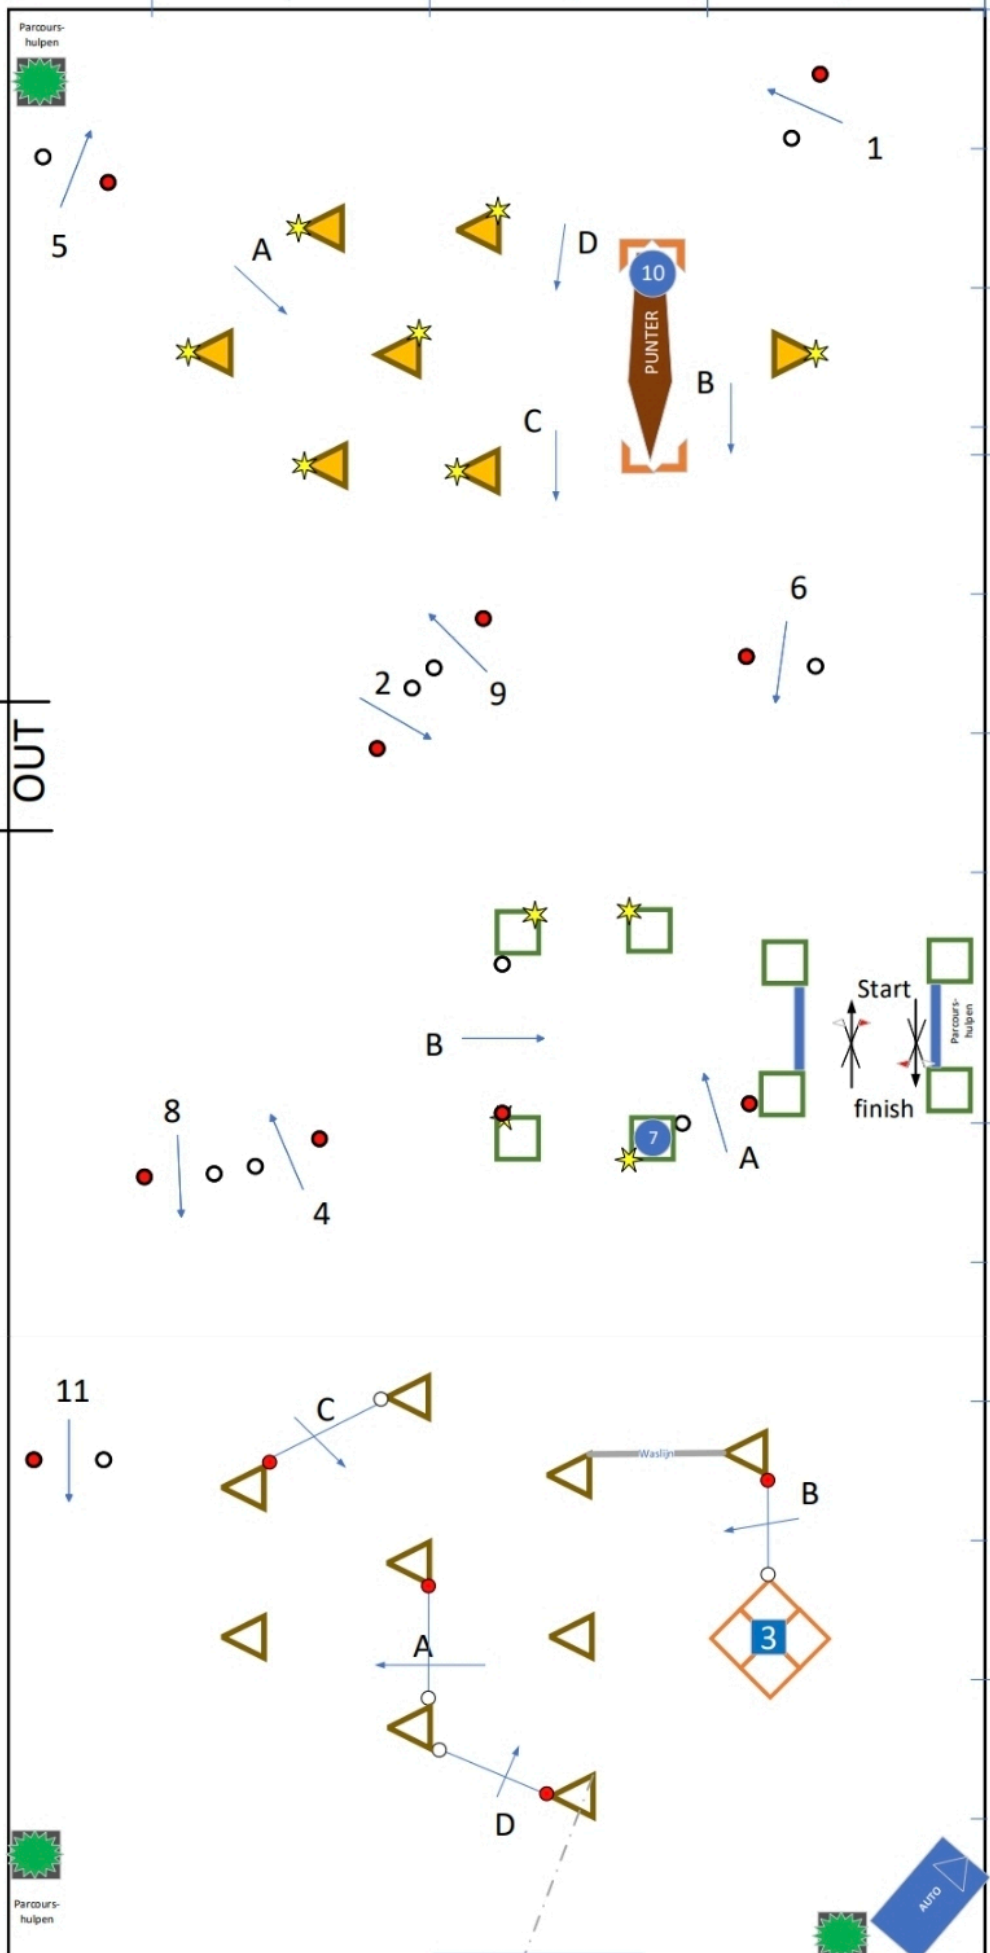 Parcours-
hulpen
1
5
A
D
10
PUNTER
B
C
6
2
9
OUT
Start
Parcours-
hulpen
B
finish
8
7
A
4
11
C
Waslijn
B
A
3
D
AUTO
Parcours-
hulpen